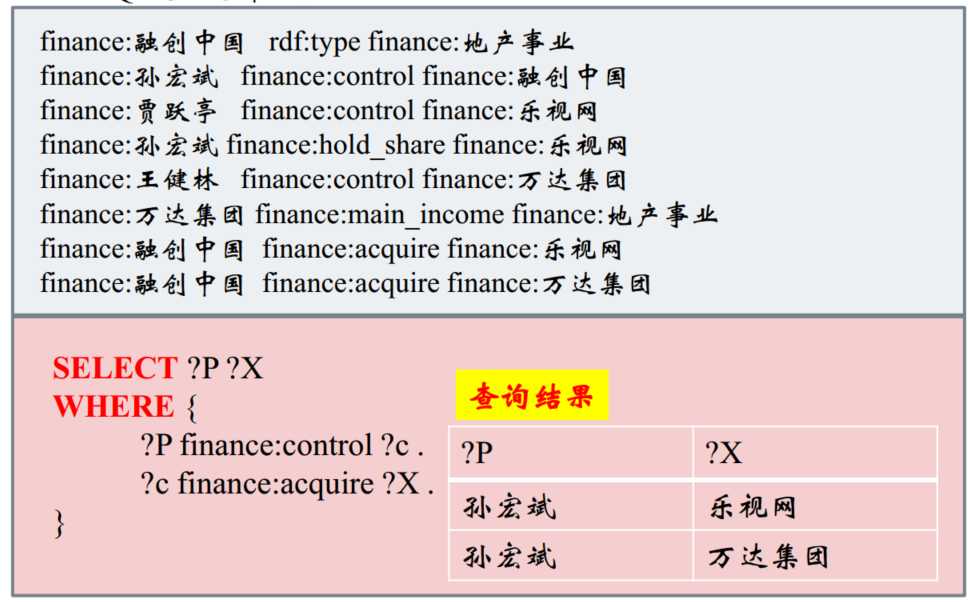 finance:融创中国 rdf:type finance:地产事业
finance:孙宏斌 finance:control finance:融创中国
finance:贾跃亭 finance:control finance:乐视网
finance:孙宏斌 finance:hold_share finance:乐视网
finance:王健林 finance:control finance:万达集团
finance:万达集团 finance:main_income finance:地产事业
finance:融创中国 finance:acquire finance:乐视网
finance:融创中国 finance:acquire finance:万达集团
SELECT ?P ?X
WHERE {
?P finance:control ?c .
?c finance:acquire ?X .
}
查询结果
?P ?X
孙宏斌 乐视网
孙宏斌 万达集团